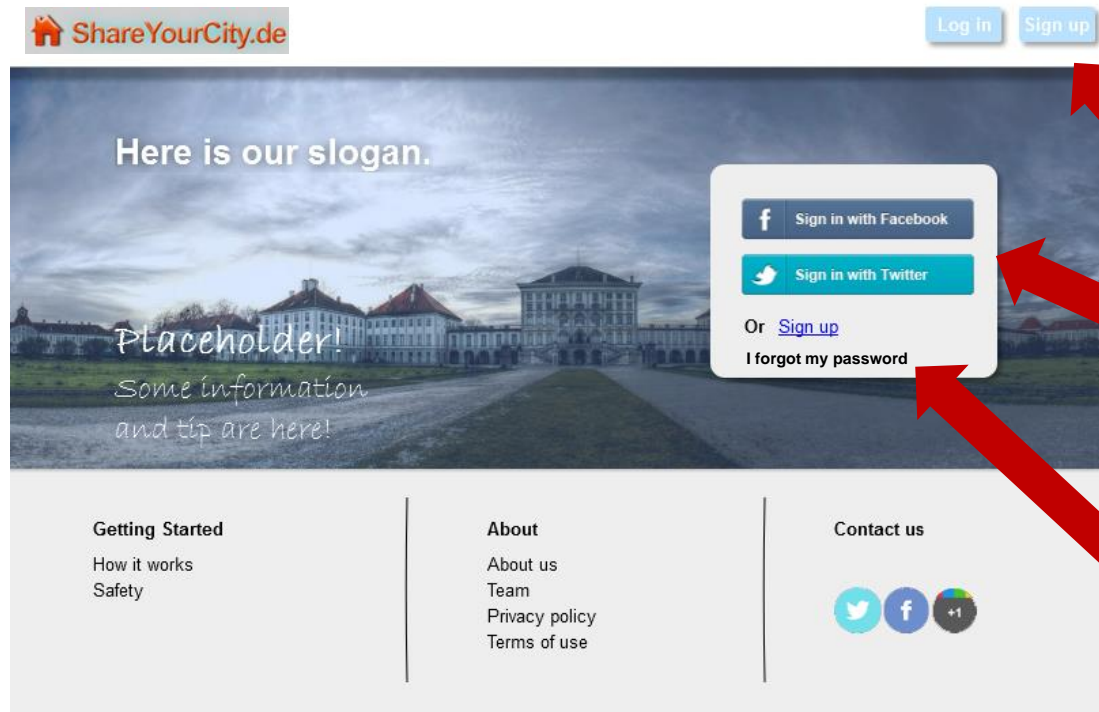 ShareYourCity.de
Log in
Sign up
Here is our slogan.
f Sign in with Facebook
Sign in with Twitter
Or Sign up
I forgot my password
Placeholder!
Some information
and tip are here!
Getting Started
How it works
Safety
About
About us
Team
Privacy policy
Terms of use
Contact us
f
+1